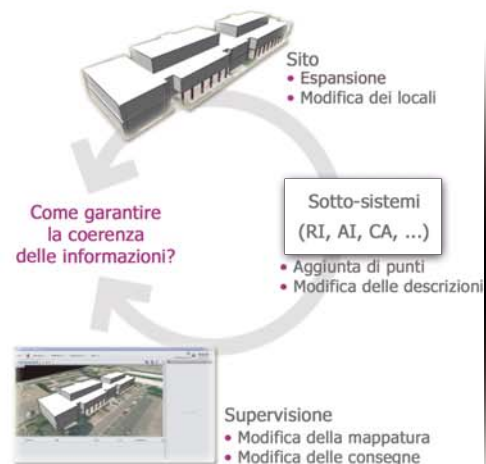 Sito
• Espansione
• Modifica dei locali
Come garantire
la coerenza
delle informazioni?
Sotto-sistemi
(RI, AI, CA, ...)
• Aggiunta di punti
• Modifica delle descrizioni
Supervisione
• Modifica della mappatura
• Modifica delle consegne